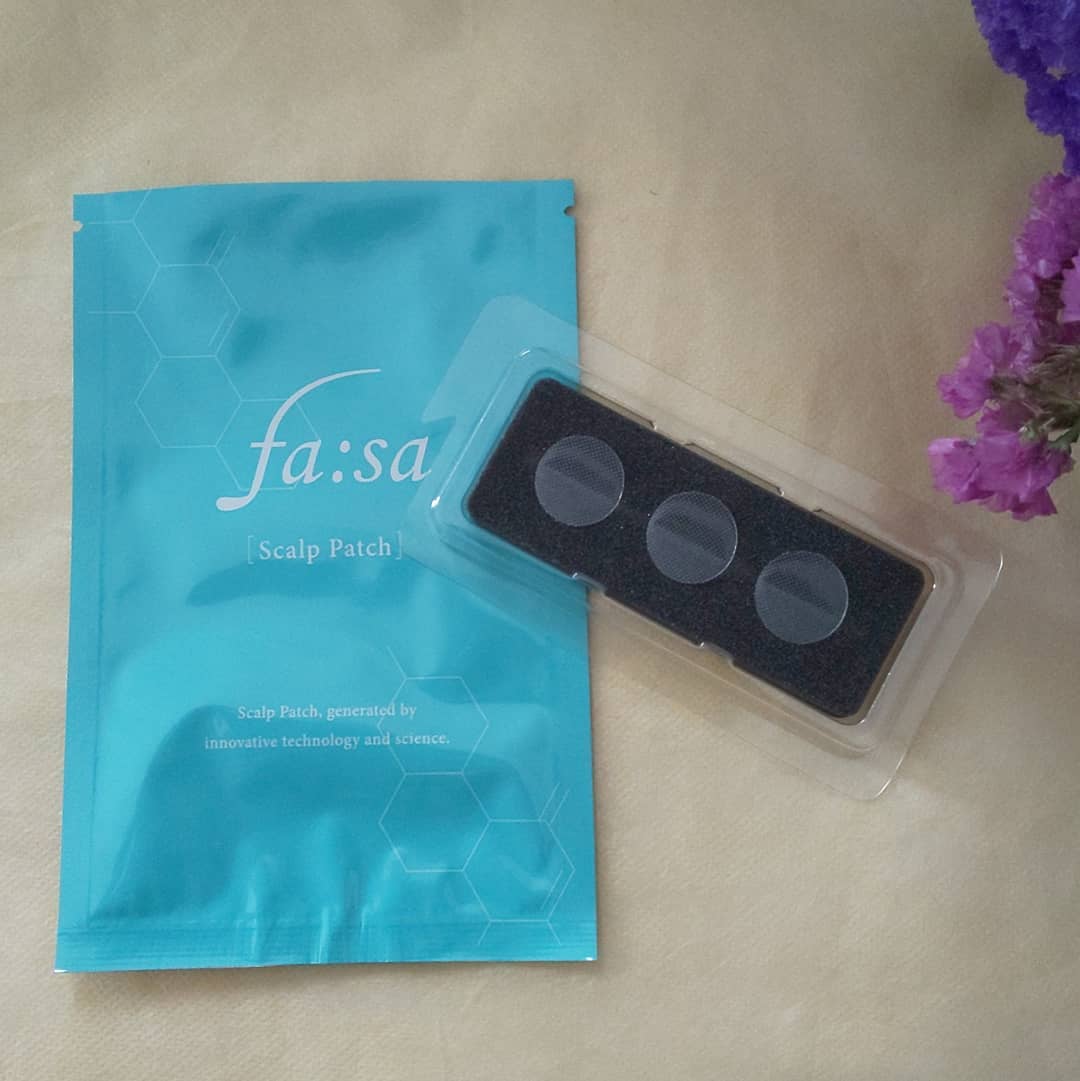 fa:sa
[Scalp Patch]
Scalp Patch, generated by
innovative technology and science.